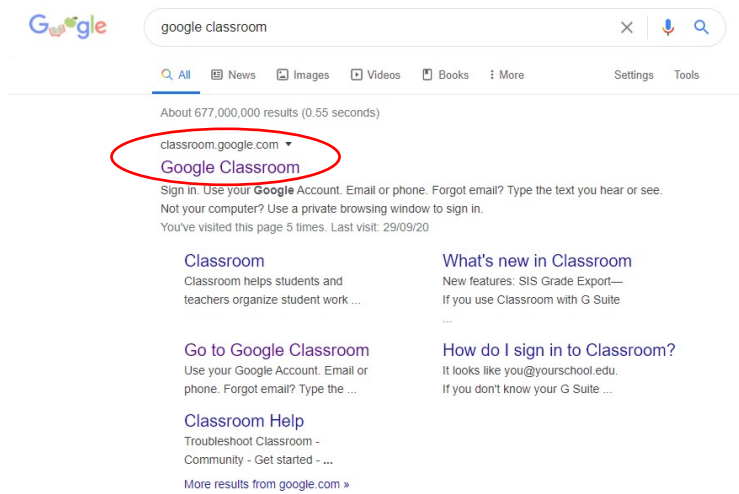 Google
google classroom
All News Images Videos Books More Settings Tools
About 677,000,000 results (0.55 seconds)
classroom.google.com
Google Classroom
Sign in. Use your Google Account. Email or phone. Forgot email? Type the text you hear or see.
Not your computer? Use a private browsing window to sign in.
You've visited this page 5 times. Last visit: 29/09/20
Classroom
Classroom helps students and
teachers organize student work ...
What's new in Classroom
New features: SIS Grade Export—
If you use Classroom with G Suite
...
Go to Google Classroom
Use your Google Account. Email or
phone. Forgot email? Type the ...
How do I sign in to Classroom?
It looks like you@yourschool.edu.
If you don't know your G Suite ...
Classroom Help
Troubleshoot Classroom -
Community - Get started - ...
More results from google.com »